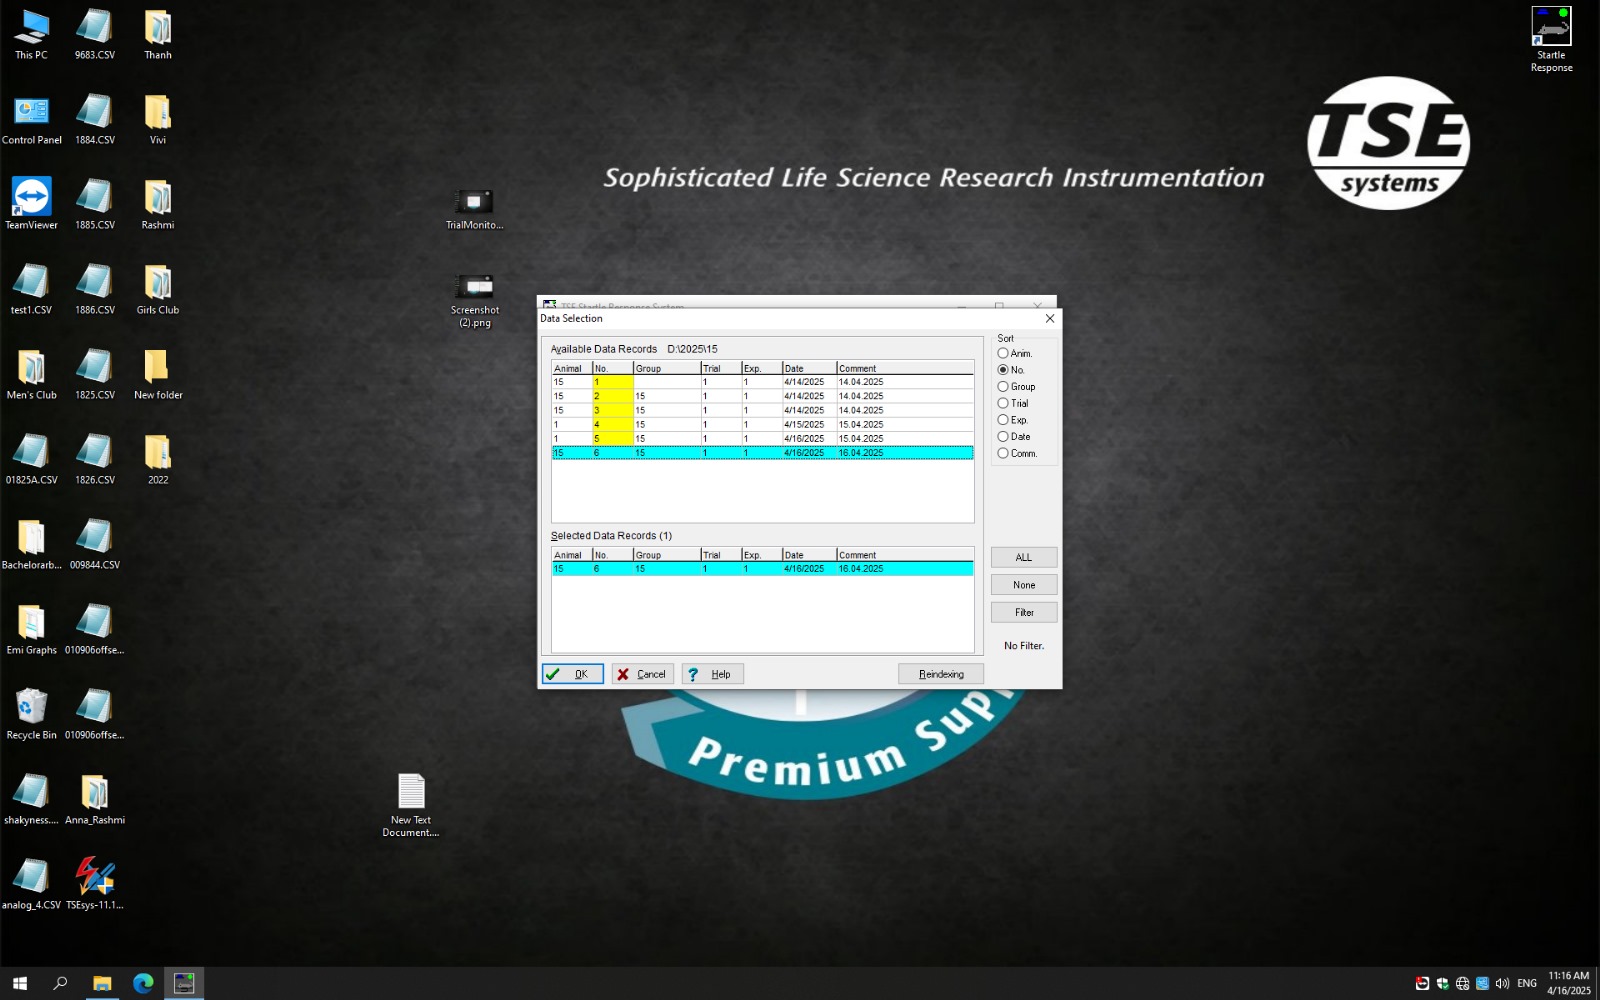 This PC
9683.CSV
Thanh
Startle
Response
Control Panel
1884.CSV
Vivi
TSE
systems
Sophisticated Life Science Research Instrumentation
TeamViewer
1885.CSV
Rashmi
TrialMonito...
test1.CSV
1886.CSV
Girls Club
Screenshot
(2).png
Men's Club
1825.CSV
New folder
01825A.CSV
1826.CSV
2022
Bachelorarb...
009844.CSV
Emi Graphs
010906offse...
Recycle Bin
010906offse...
shakyness....
Anna_Rashmi
New Text
Document....
analog_4.CSV
TSEsys-11.1...
TSE Startle Response System
Data Selection
Available Data Records D:\2025\15
Animal No. Group Trial Exp. Date Comment
15 1 1 1 4/14/2025 14.04.2025
15 2 15 1 1 4/14/2025 14.04.2025
15 3 15 1 1 4/14/2025 14.04.2025
1 4 15 1 1 4/15/2025 15.04.2025
1 5 15 1 1 4/16/2025 15.04.2025
15 6 15 1 1 4/16/2025 16.04.2025
Selected Data Records (1)
Animal No. Group Trial Exp. Date Comment
15 6 15 1 1 4/16/2025 16.04.2025
Sort
Anim.
No.
Group
Trial
Exp.
Date
Comm.
ALL
None
Filter
No Filter.
OK
Cancel
Help
Reindexing
Premium Sup
ENG
11:16 AM
4/16/2025